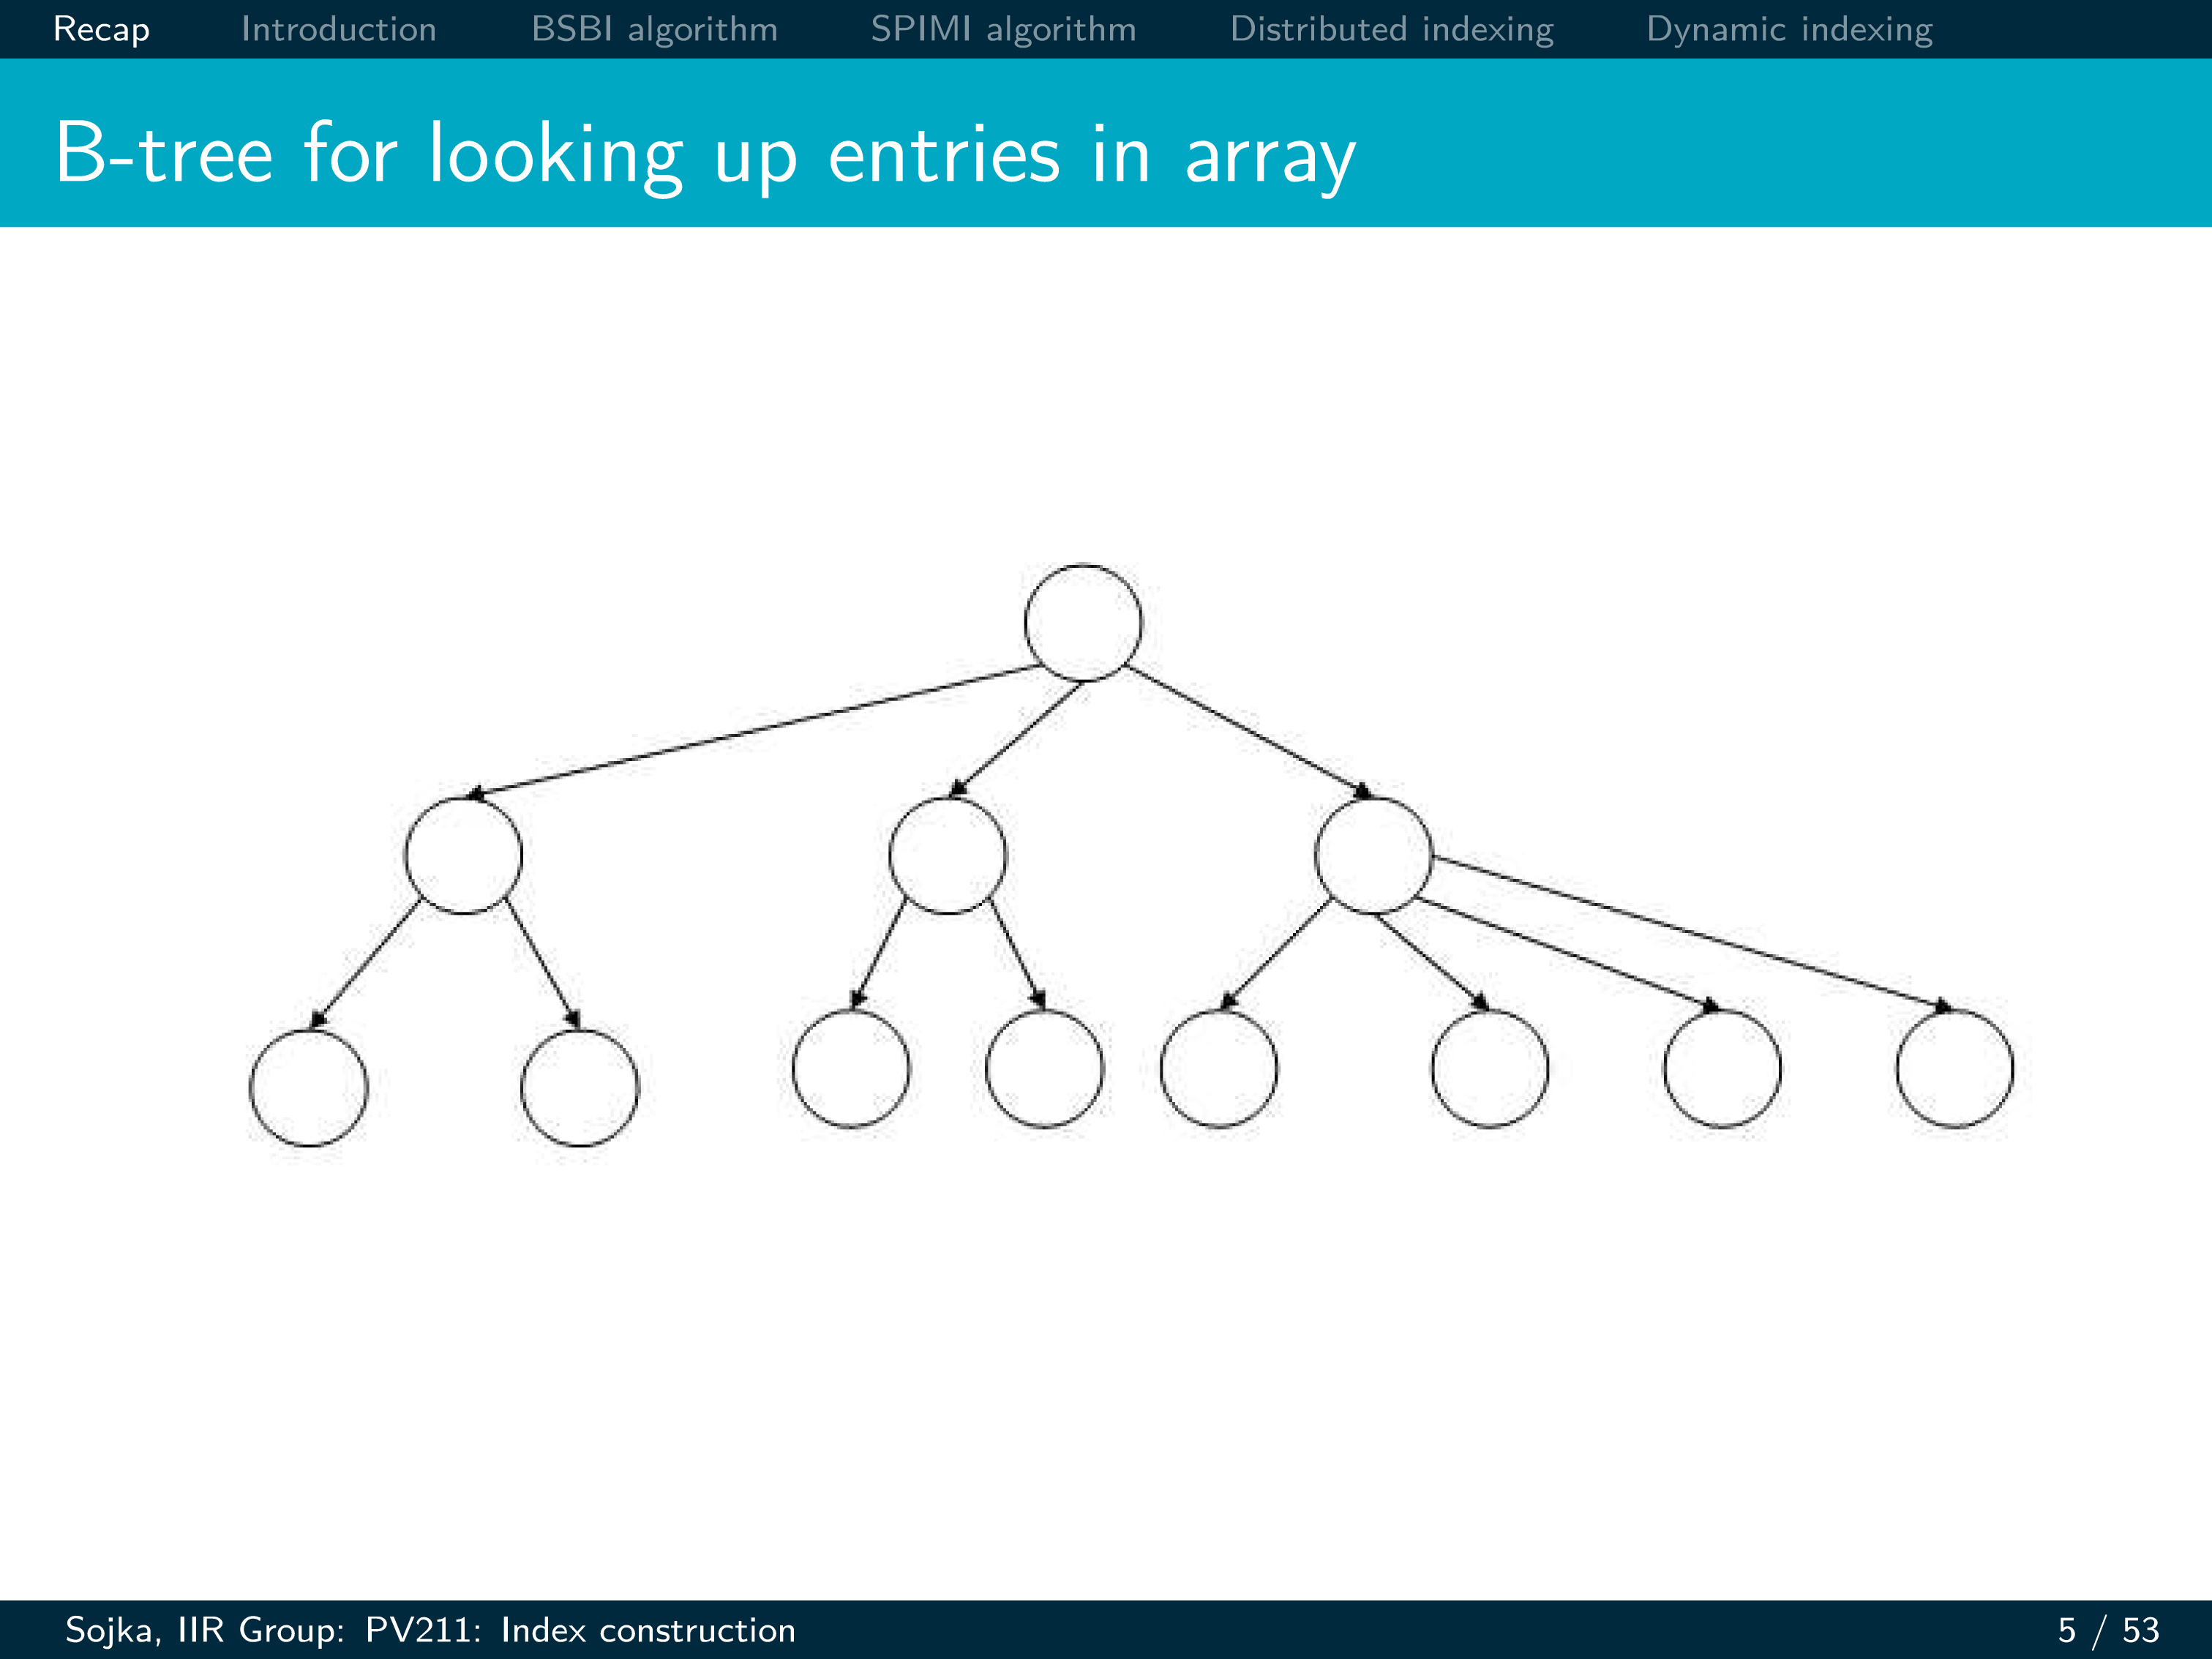 Recap Introduction BSBI algorithm SPIMI algorithm Distributed indexing Dynamic indexing
B-tree for looking up entries in array
Sojka, IIR Group: PV211: Index construction 5 / 53